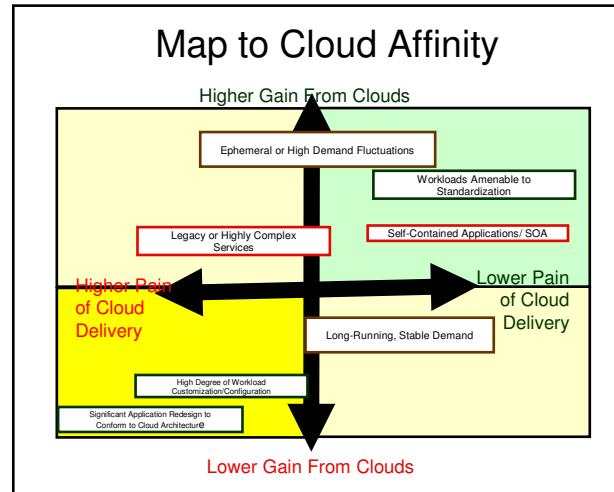 Map to Cloud Affinity
Higher Gain From Clouds
Ephemeral or High Demand Fluctuations
Workloads Amenable to
Standardization
Legacy or Highly Complex
Services
Self-Contained Applications/ SOA
Higher Pain
of Cloud
Delivery
Lower Pain
of Cloud
Delivery
Long-Running, Stable Demand
High Degree of Workload
Customization/Configuration
Significant Application Redesign to
Conform to Cloud Architecture
Lower Gain From Clouds